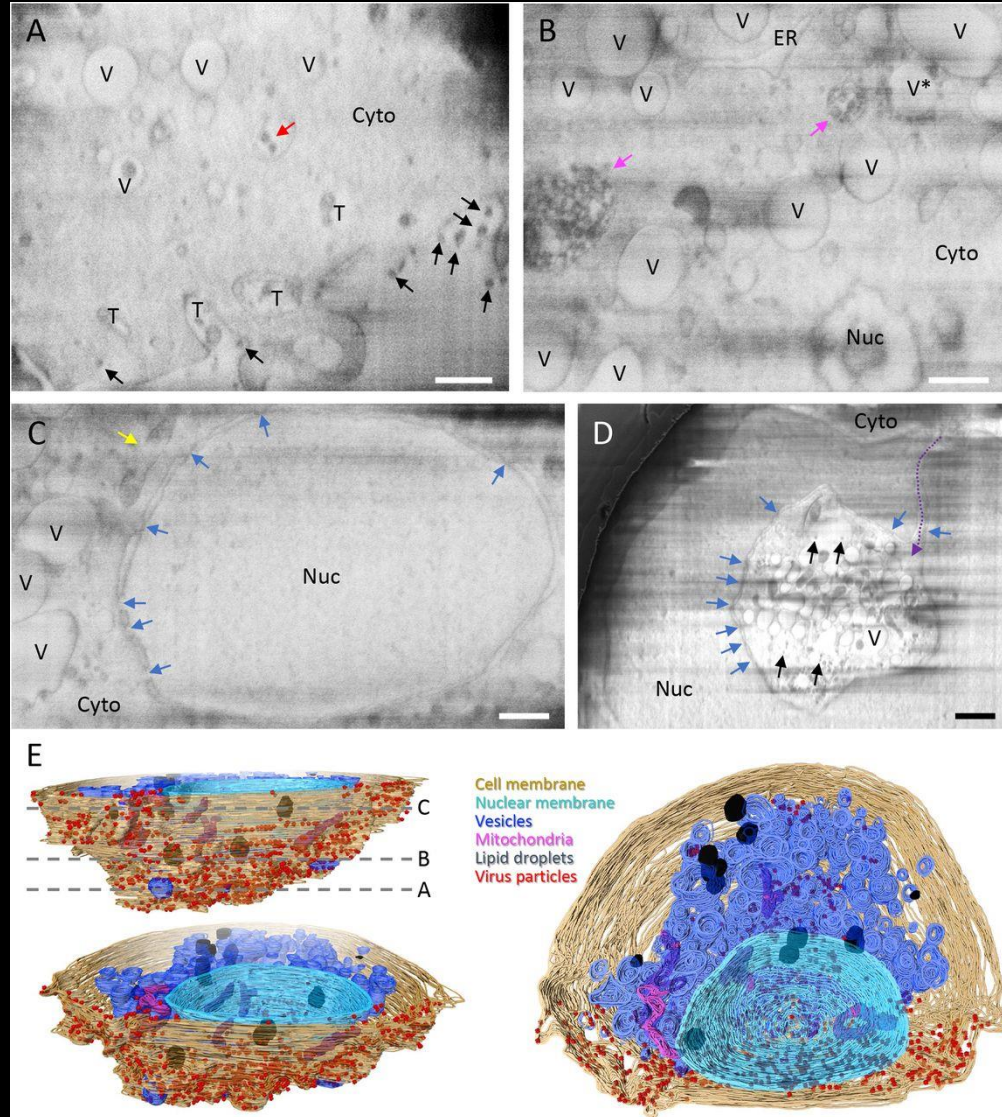 A
V
V
V
Cyto
V
T
T
T
T
B
V
V
ER
V
V*
V
V
V
V
V
Cyto
Nuc
V
V
C
V
V
Nuc
V
Cyto
D
Cyto
V
Nuc
E
C
B
A
Cell membrane
Nuclear membrane
Vesicles
Mitochondria
Lipid droplets
Virus particles